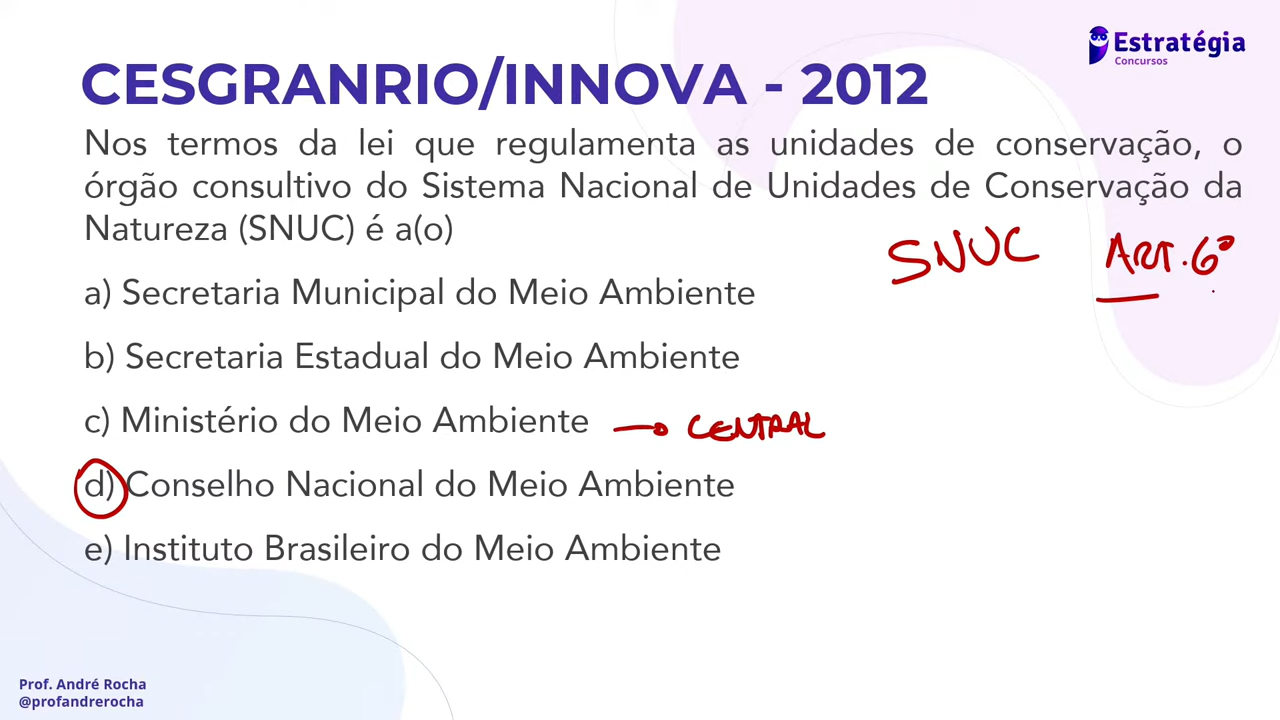 Estratégia
Concursos
CESGRANRIO/INNOVA - 2012
Nos termos da lei que regulamenta as unidades de conservação, o
órgão consultivo do Sistema Nacional de Unidades de Conservação da
Natureza (SNUC) é a(o)
SNUC ART. 6º
a) Secretaria Municipal do Meio Ambiente
b) Secretaria Estadual do Meio Ambiente
c) Ministério do Meio Ambiente → CENTRAL
d) Conselho Nacional do Meio Ambiente
e) Instituto Brasileiro do Meio Ambiente
Prof. André Rocha
@profandrerocha